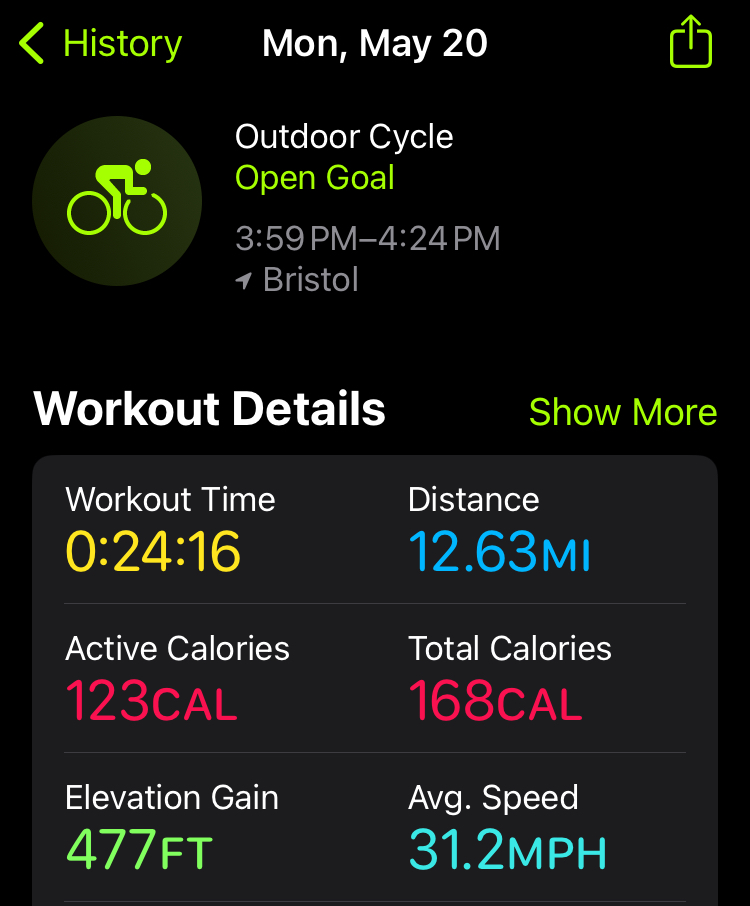 History
Mon, May 20
Outdoor Cycle
Open Goal
3:59 PM–4:24 PM
Bristol
Workout Details
Show More
Workout Time
Distance
0:24:16
12.63MI
Active Calories
Total Calories
123CAL
168CAL
Elevation Gain
Avg. Speed
477FT
31.2MPH